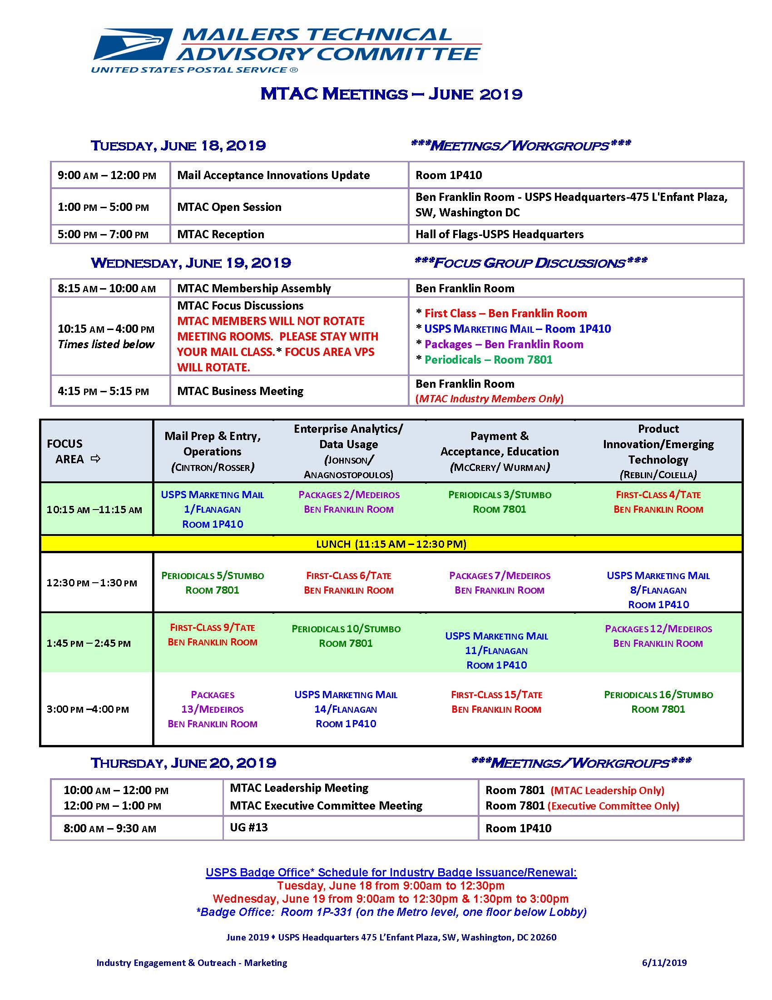 MAILERS TECHNICAL
ADVISORY COMMITTEE
UNITED STATES POSTAL SERVICE ®
MTAC MEETINGS – JUNE 2019
TUESDAY, JUNE 18, 2019 ***MEETINGS/WORKGROUPS***
9:00 AM – 12:00 PM Mail Acceptance Innovations Update Room 1P410
1:00 PM – 5:00 PM MTAC Open Session Ben Franklin Room - USPS Headquarters-475 L'Enfant Plaza,
SW, Washington DC
5:00 PM – 7:00 PM MTAC Reception Hall of Flags-USPS Headquarters
WEDNESDAY, JUNE 19, 2019 ***FOCUS GROUP DISCUSSIONS***
8:15 AM – 10:00 AM MTAC Membership Assembly Ben Franklin Room
10:15 AM – 4:00 PM
Times listed below
MTAC Focus Discussions
MTAC MEMBERS WILL NOT ROTATE
MEETING ROOMS. PLEASE STAY WITH
YOUR MAIL CLASS.* FOCUS AREA VPS
WILL ROTATE.
* First Class – Ben Franklin Room
* USPS MARKETING MAIL – Room 1P410
* Packages – Ben Franklin Room
* Periodicals – Room 7801
4:15 PM – 5:15 PM MTAC Business Meeting Ben Franklin Room
(MTAC Industry Members Only)
FOCUS
AREA ⇨
Mail Prep & Entry,
Operations
(CINTRON/ROSSER)
Enterprise Analytics/
Data Usage
(JOHNSON/
ANAGNOSTOPOULOS)
Payment &
Acceptance, Education
(MCCRERY/ WURMAN)
Product
Innovation/Emerging
Technology
(REBLIN/COLELLA)
10:15 AM –11:15 AM
USPS MARKETING MAIL
1/FLANAGAN
ROOM 1P410
PACKAGES 2/MEDEIROS
BEN FRANKLIN ROOM
PERIODICALS 3/STUMBO
ROOM 7801
FIRST-CLASS 4/TATE
BEN FRANKLIN ROOM
LUNCH (11:15 AM – 12:30 PM)
12:30 PM – 1:30 PM
PERIODICALS 5/STUMBO
ROOM 7801
FIRST-CLASS 6/TATE
BEN FRANKLIN ROOM
PACKAGES 7/MEDEIROS
BEN FRANKLIN ROOM
USPS MARKETING MAIL
8/FLANAGAN
ROOM 1P410
1:45 PM – 2:45 PM
FIRST-CLASS 9/TATE
BEN FRANKLIN ROOM
PERIODICALS 10/STUMBO
ROOM 7801
USPS MARKETING MAIL
11/FLANAGAN
ROOM 1P410
PACKAGES 12/MEDEIROS
BEN FRANKLIN ROOM
3:00 PM –4:00 PM
PACKAGES
13/MEDEIROS
BEN FRANKLIN ROOM
USPS MARKETING MAIL
14/FLANAGAN
ROOM 1P410
FIRST-CLASS 15/TATE
BEN FRANKLIN ROOM
PERIODICALS 16/STUMBO
ROOM 7801
THURSDAY, JUNE 20, 2019 ***MEETINGS/WORKGROUPS***
10:00 AM – 12:00 PM MTAC Leadership Meeting Room 7801 (MTAC Leadership Only)
12:00 PM – 1:00 PM MTAC Executive Committee Meeting Room 7801 (Executive Committee Only)
8:00 AM – 9:30 AM UG #13 Room 1P410
USPS Badge Office* Schedule for Industry Badge Issuance/Renewal:
Tuesday, June 18 from 9:00am to 12:30pm
Wednesday, June 19 from 9:00am to 12:30pm & 1:30pm to 3:00pm
*Badge Office: Room 1P-331 (on the Metro level, one floor below Lobby)
June 2019 ♦ USPS Headquarters 475 L’Enfant Plaza, SW, Washington, DC 20260
Industry Engagement & Outreach - Marketing 6/11/2019